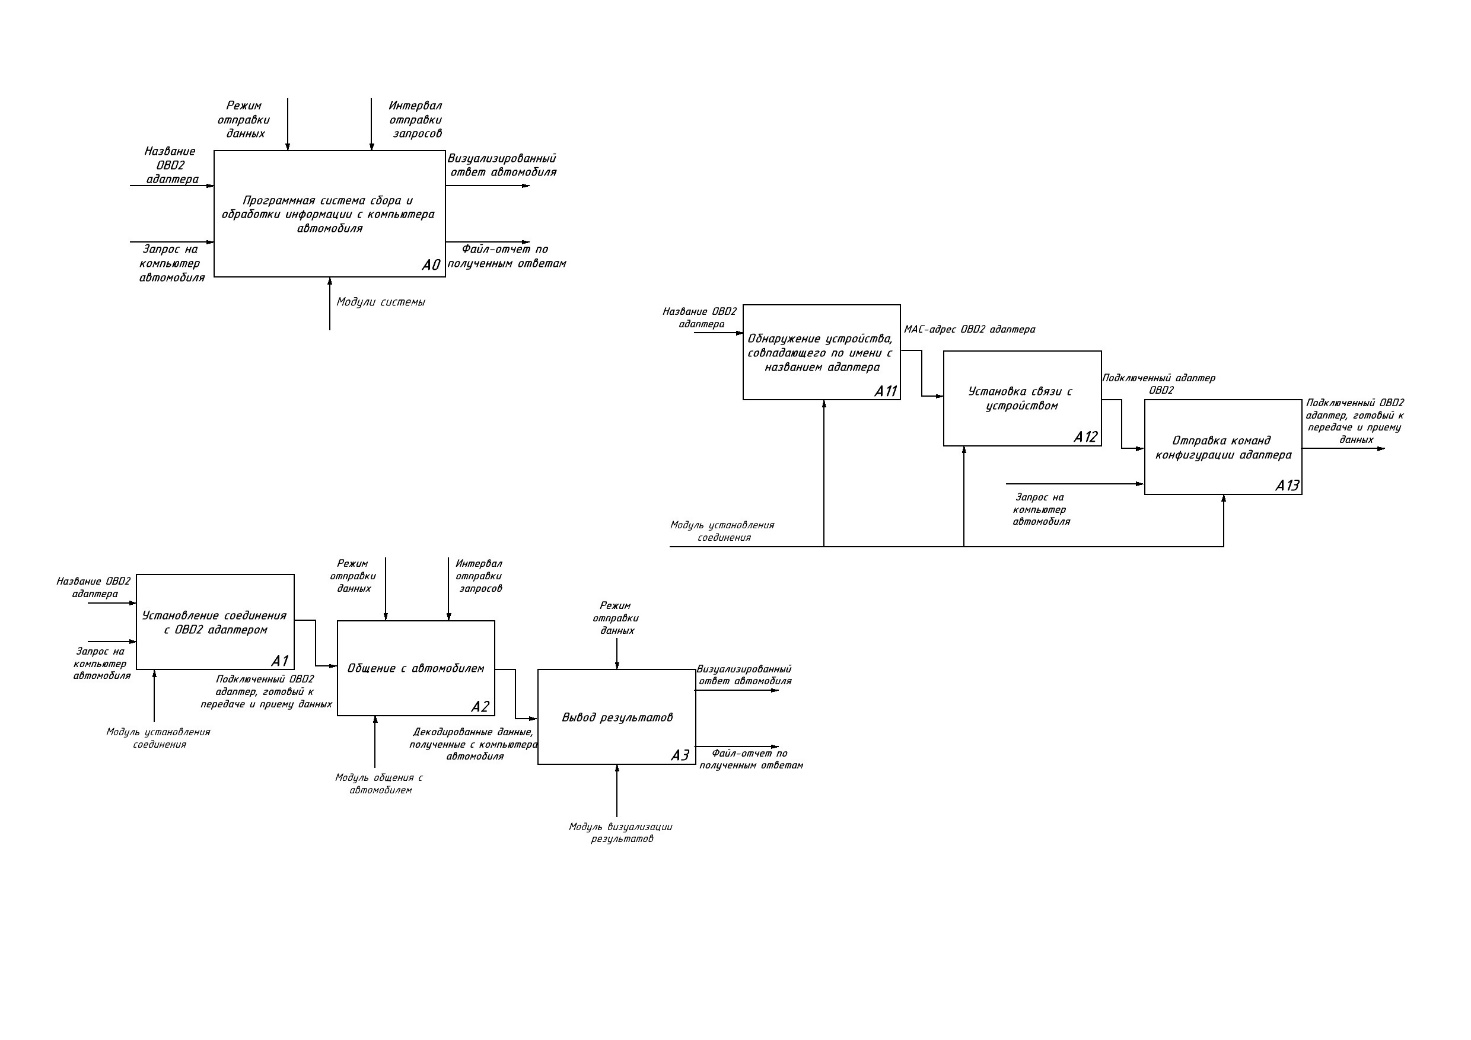 Режим
отправки
данных
Интервал
отправки
запросов
Название
OBD2
адаптера
Визуализированный
ответ автомобиля
Программная система сбора и
обработки информации с компьютера
автомобиля
Запрос на
компьютер
автомобиля
A0
Файл-отчет по
полученным ответам
Модули системы
Название OBD2
адаптера
Обнаружение устройства,
совпадающего по имени с
названием адаптера
A11
MAC-адрес OBD2 адаптера
Установка связи с
устройством
A12
Подключенный адаптер
OBD2
Отправка команд
конфигурации адаптера
A13
Подключенный OBD2
адаптер, готовый к
передаче и приему
данных
Запрос на
компьютер
автомобиля
Модуль установления
соединения
Название OBD2
адаптера
Установление соединения
с OBD2 адаптером
A1
Запрос на
компьютер
автомобиля
Модуль установления
соединения
Подключенный OBD2
адаптер, готовый к
передаче и приему данных
Режим
отправки
данных
Интервал
отправки
запросов
Общение с автомобилем
A2
Модуль общения с
автомобилем
Декодированные данные,
полученные с компьютера
автомобиля
Режим
отправки
данных
Вывод результатов
A3
Визуализированный
ответ автомобиля
Файл-отчет по
полученным ответам
Модуль визуализации
результатов